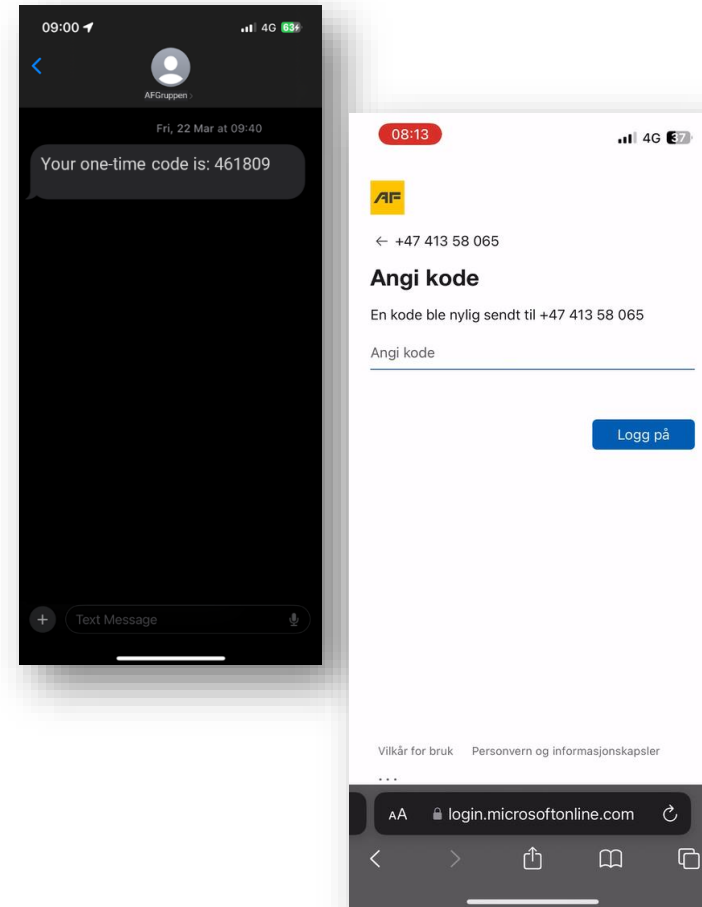 09:00
4G 63
AFGruppen
Fri, 22 Mar at 09:40
Your one-time code is: 461809
Text Message
08:13
4G 37
AF
+47 413 58 065
Angi kode
En kode ble nylig sendt til +47 413 58 065
Angi kode
Logg på
Vilkår for bruk Personvern og informasjonskapsler
...
AA login.microsoftonline.com